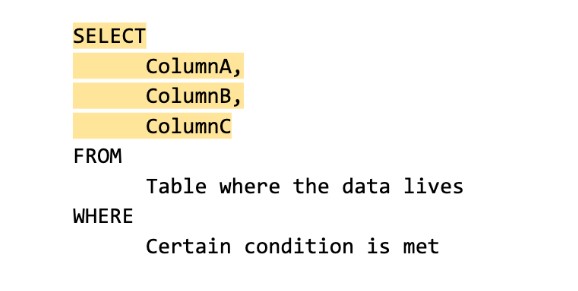 SELECT
ColumnA,
ColumnB,
ColumnC
FROM
Table where the data lives
WHERE
Certain condition is met